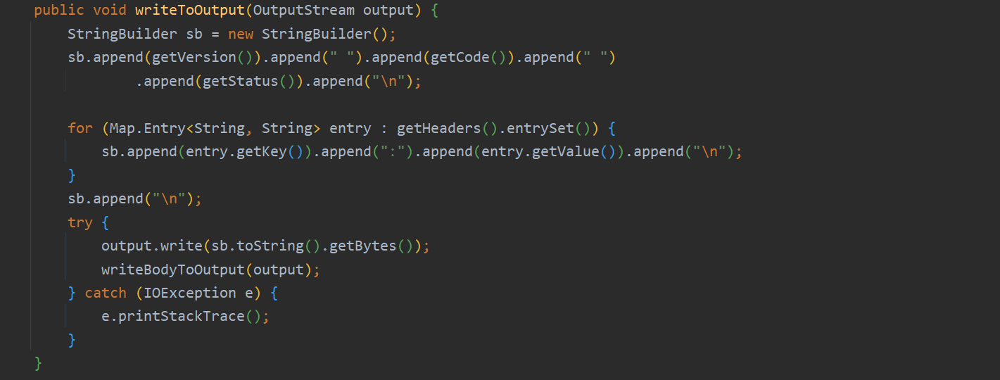 public void writeToOutput(OutputStream output) {
    StringBuilder sb = new StringBuilder();
    sb.append(getVersion()).append(" ").append(getCode()).append(" ")
            .append(getStatus()).append("\n");

    for (Map.Entry<String, String> entry : getHeaders().entrySet()) {
        sb.append(entry.getKey()).append(":").append(entry.getValue()).append("\n");
    }
    sb.append("\n");
    try {
        output.write(sb.toString().getBytes());
        writeBodyToOutput(output);
    } catch (IOException e) {
        e.printStackTrace();
    }
}